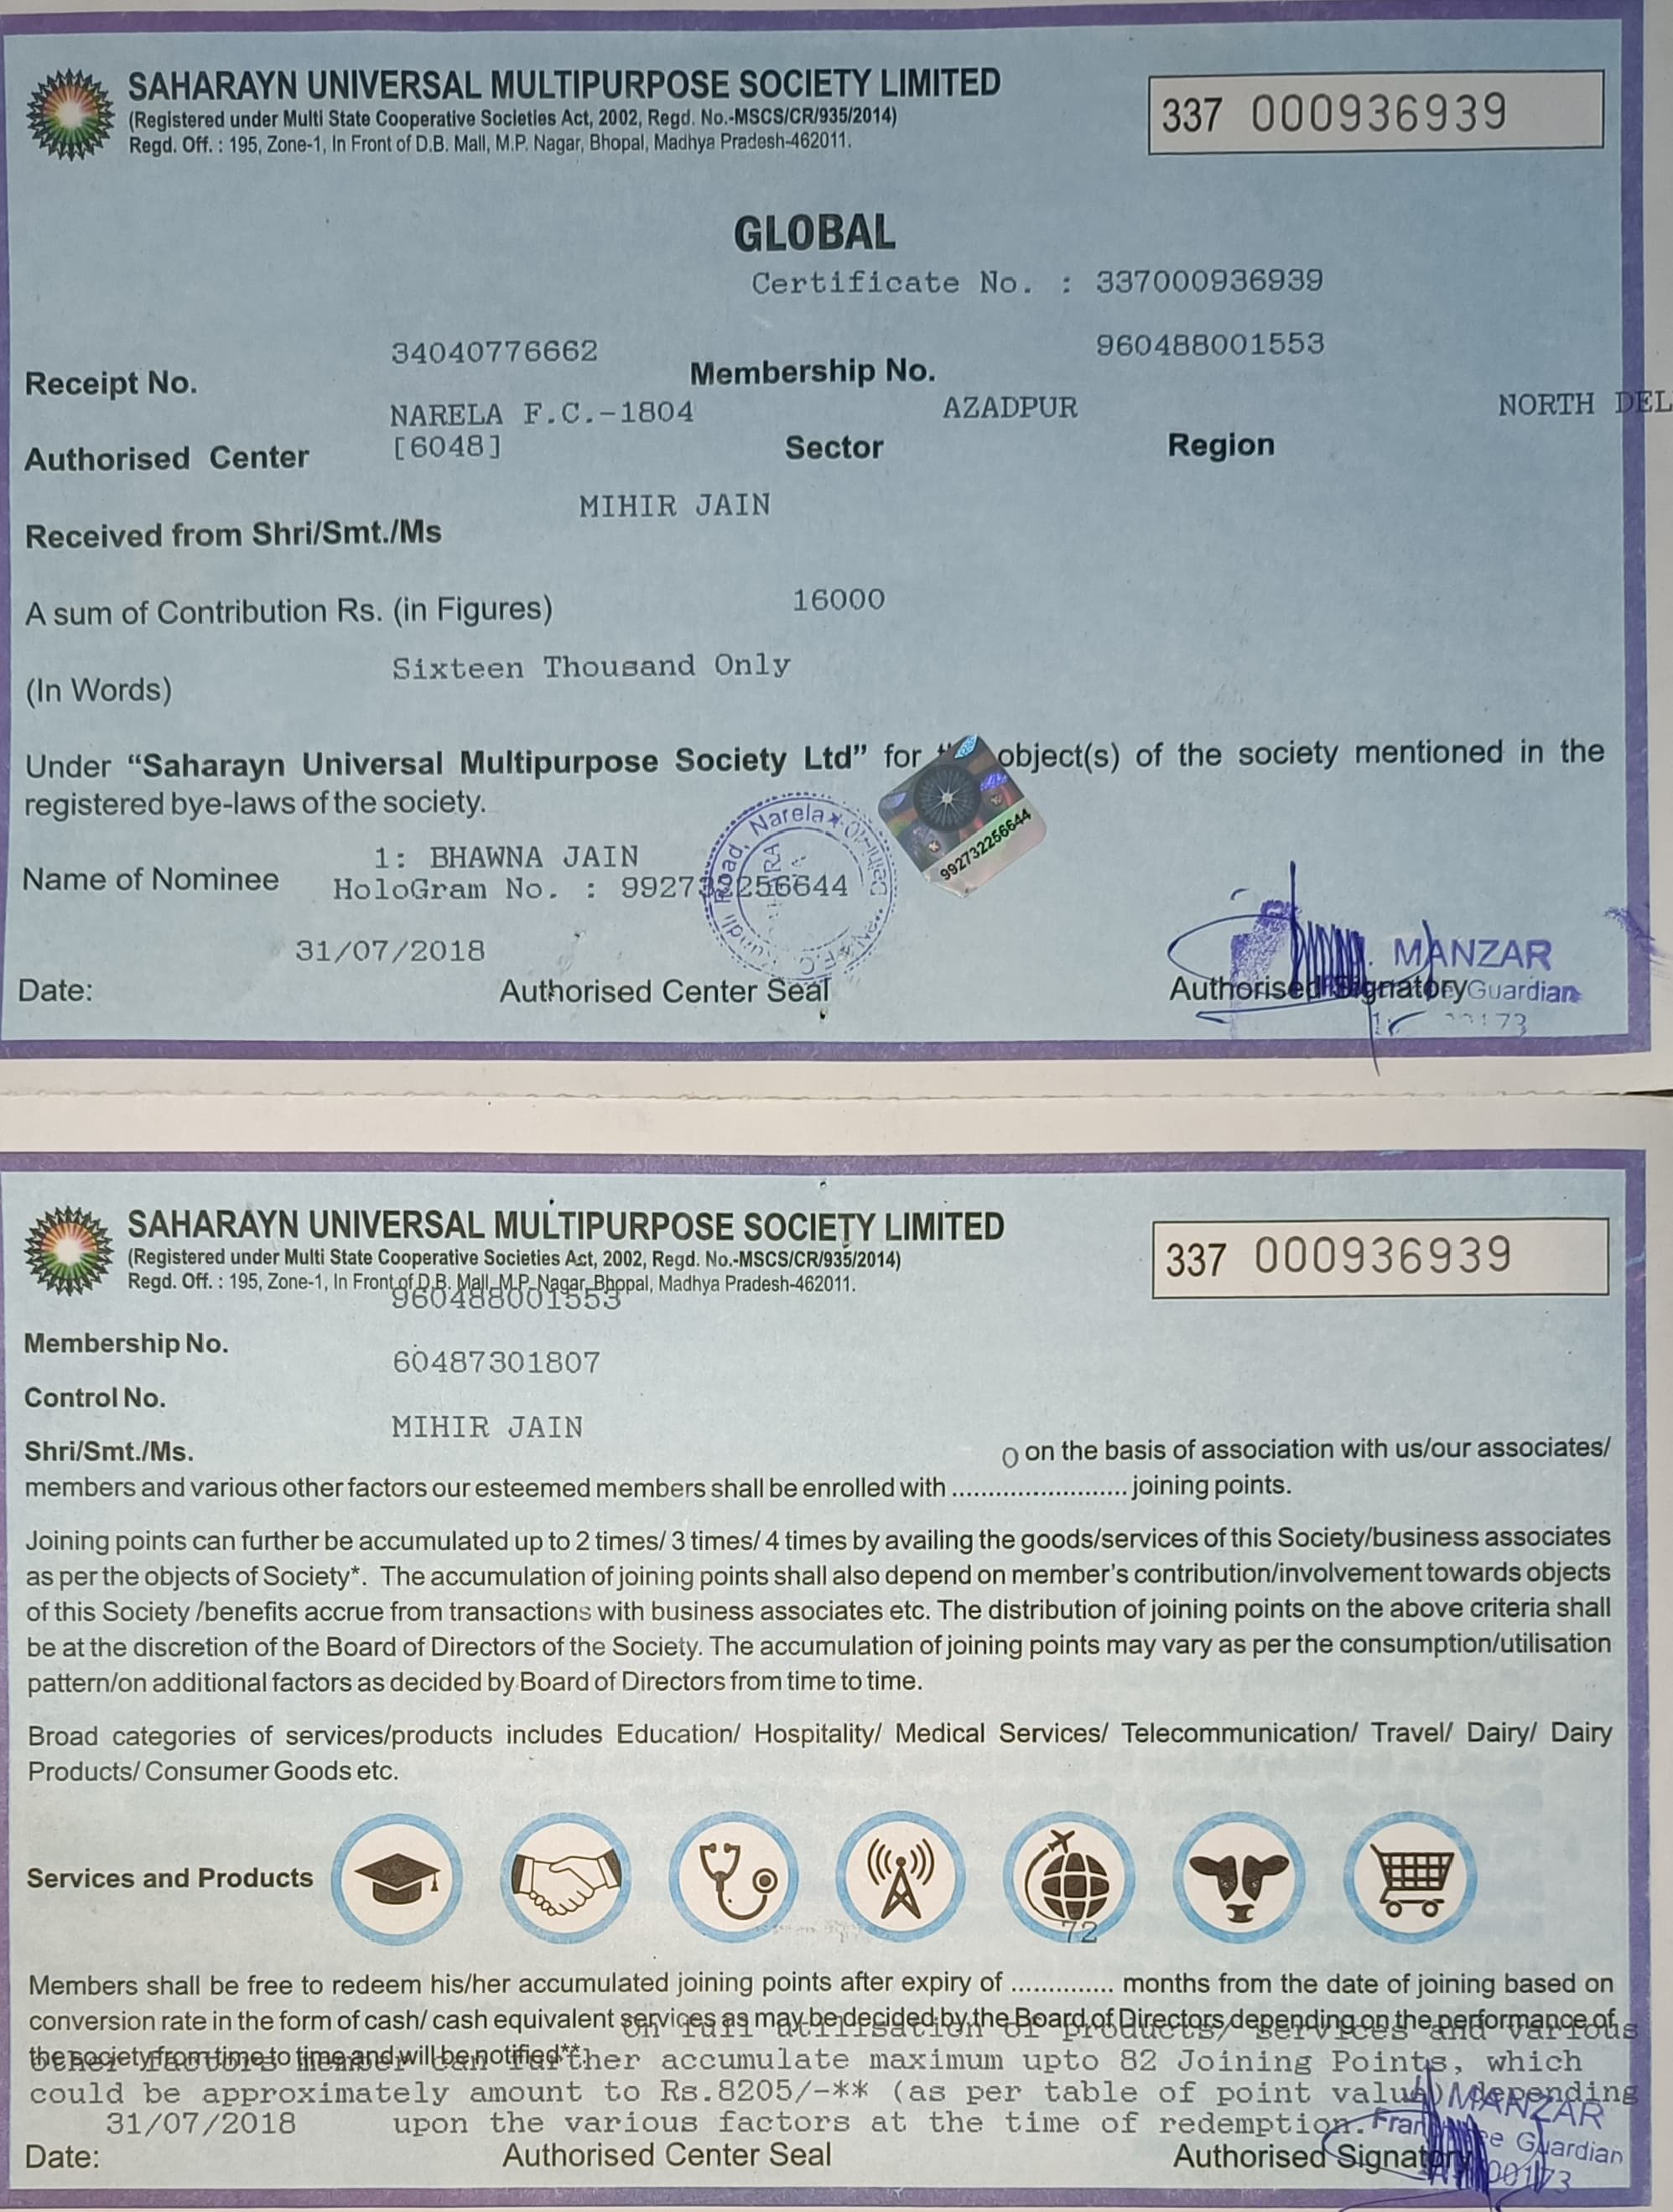 SAHARAYN UNIVERSAL MULTIPURPOSE SOCIETY LIMITED
(Registered under Multi State Cooperative Societies Act, 2002, Regd. No.-MSCS/CR/935/2014)
Regd. Off. : 195, Zone-1, In Front of D.B. Mall, M.P. Nagar, Bhopal, Madhya Pradesh-462011.
337 000936939
GLOBAL
Certificate No. : 337000936939
Receipt No. 34040776662 Membership No. 960488001553
NARELA F.C.-1804 AZADPUR NORTH DEL
Authorised Center [6048] Sector Region
MIHIR JAIN
Received from Shri/Smt./Ms
A sum of Contribution Rs. (in Figures) 16000
Sixteen Thousand Only
(In Words)
Under “Saharayn Universal Multipurpose Society Ltd” for object(s) of the society mentioned in the
registered bye-laws of the society.
1: BHAWNA JAIN
Name of Nominee
HoloGram No. : 992732256644
Narela
Road,
992732256644
31/07/2018
MANZAR
Date: Authorised Center Seal Authorised Signatory
Guardian
SAHARAYN UNIVERSAL MULTIPURPOSE SOCIETY LIMITED
(Registered under Multi State Cooperative Societies Act, 2002, Regd. No.-MSCS/CR/935/2014)
Regd. Off. : 195, Zone-1, In Front of D.B. Mall, M.P. Nagar, Bhopal, Madhya Pradesh-462011.
337 000936939
960488001553
Membership No.
60487301807
Control No.
MIHIR JAIN
Shri/Smt./Ms. 0 on the basis of association with us/our associates/
members and various other factors our esteemed members shall be enrolled with ........................ joining points.
Joining points can further be accumulated up to 2 times/ 3 times/ 4 times by availing the goods/services of this Society/business associates
as per the objects of Society*. The accumulation of joining points shall also depend on member's contribution/involvement towards objects
of this Society /benefits accrue from transactions with business associates etc. The distribution of joining points on the above criteria shall
be at the discretion of the Board of Directors of the Society. The accumulation of joining points may vary as per the consumption/utilisation
pattern/on additional factors as decided by Board of Directors from time to time.
Broad categories of services/products includes Education/ Hospitality/ Medical Services/ Telecommunication/ Travel/ Dairy/ Dairy
Products/ Consumer Goods etc.
Services and Products
72
Members shall be free to redeem his/her accumulated joining points after expiry of .............. months from the date of joining based on
conversion rate in the form of cash/ cash equivalent services as may be decided by the Board of Directors depending on the performance of
On full utilisation of products/ services and various
the society from time to time and will be notified**.
other factors member can further accumulate maximum upto 82 Joining Points, which
could be approximately amount to Rs.8205/-** (as per table of point value) depending
31/07/2018 upon the various factors at the time of redemption.
MANZAR
Guardian
Date: Authorised Center Seal Authorised Signatory